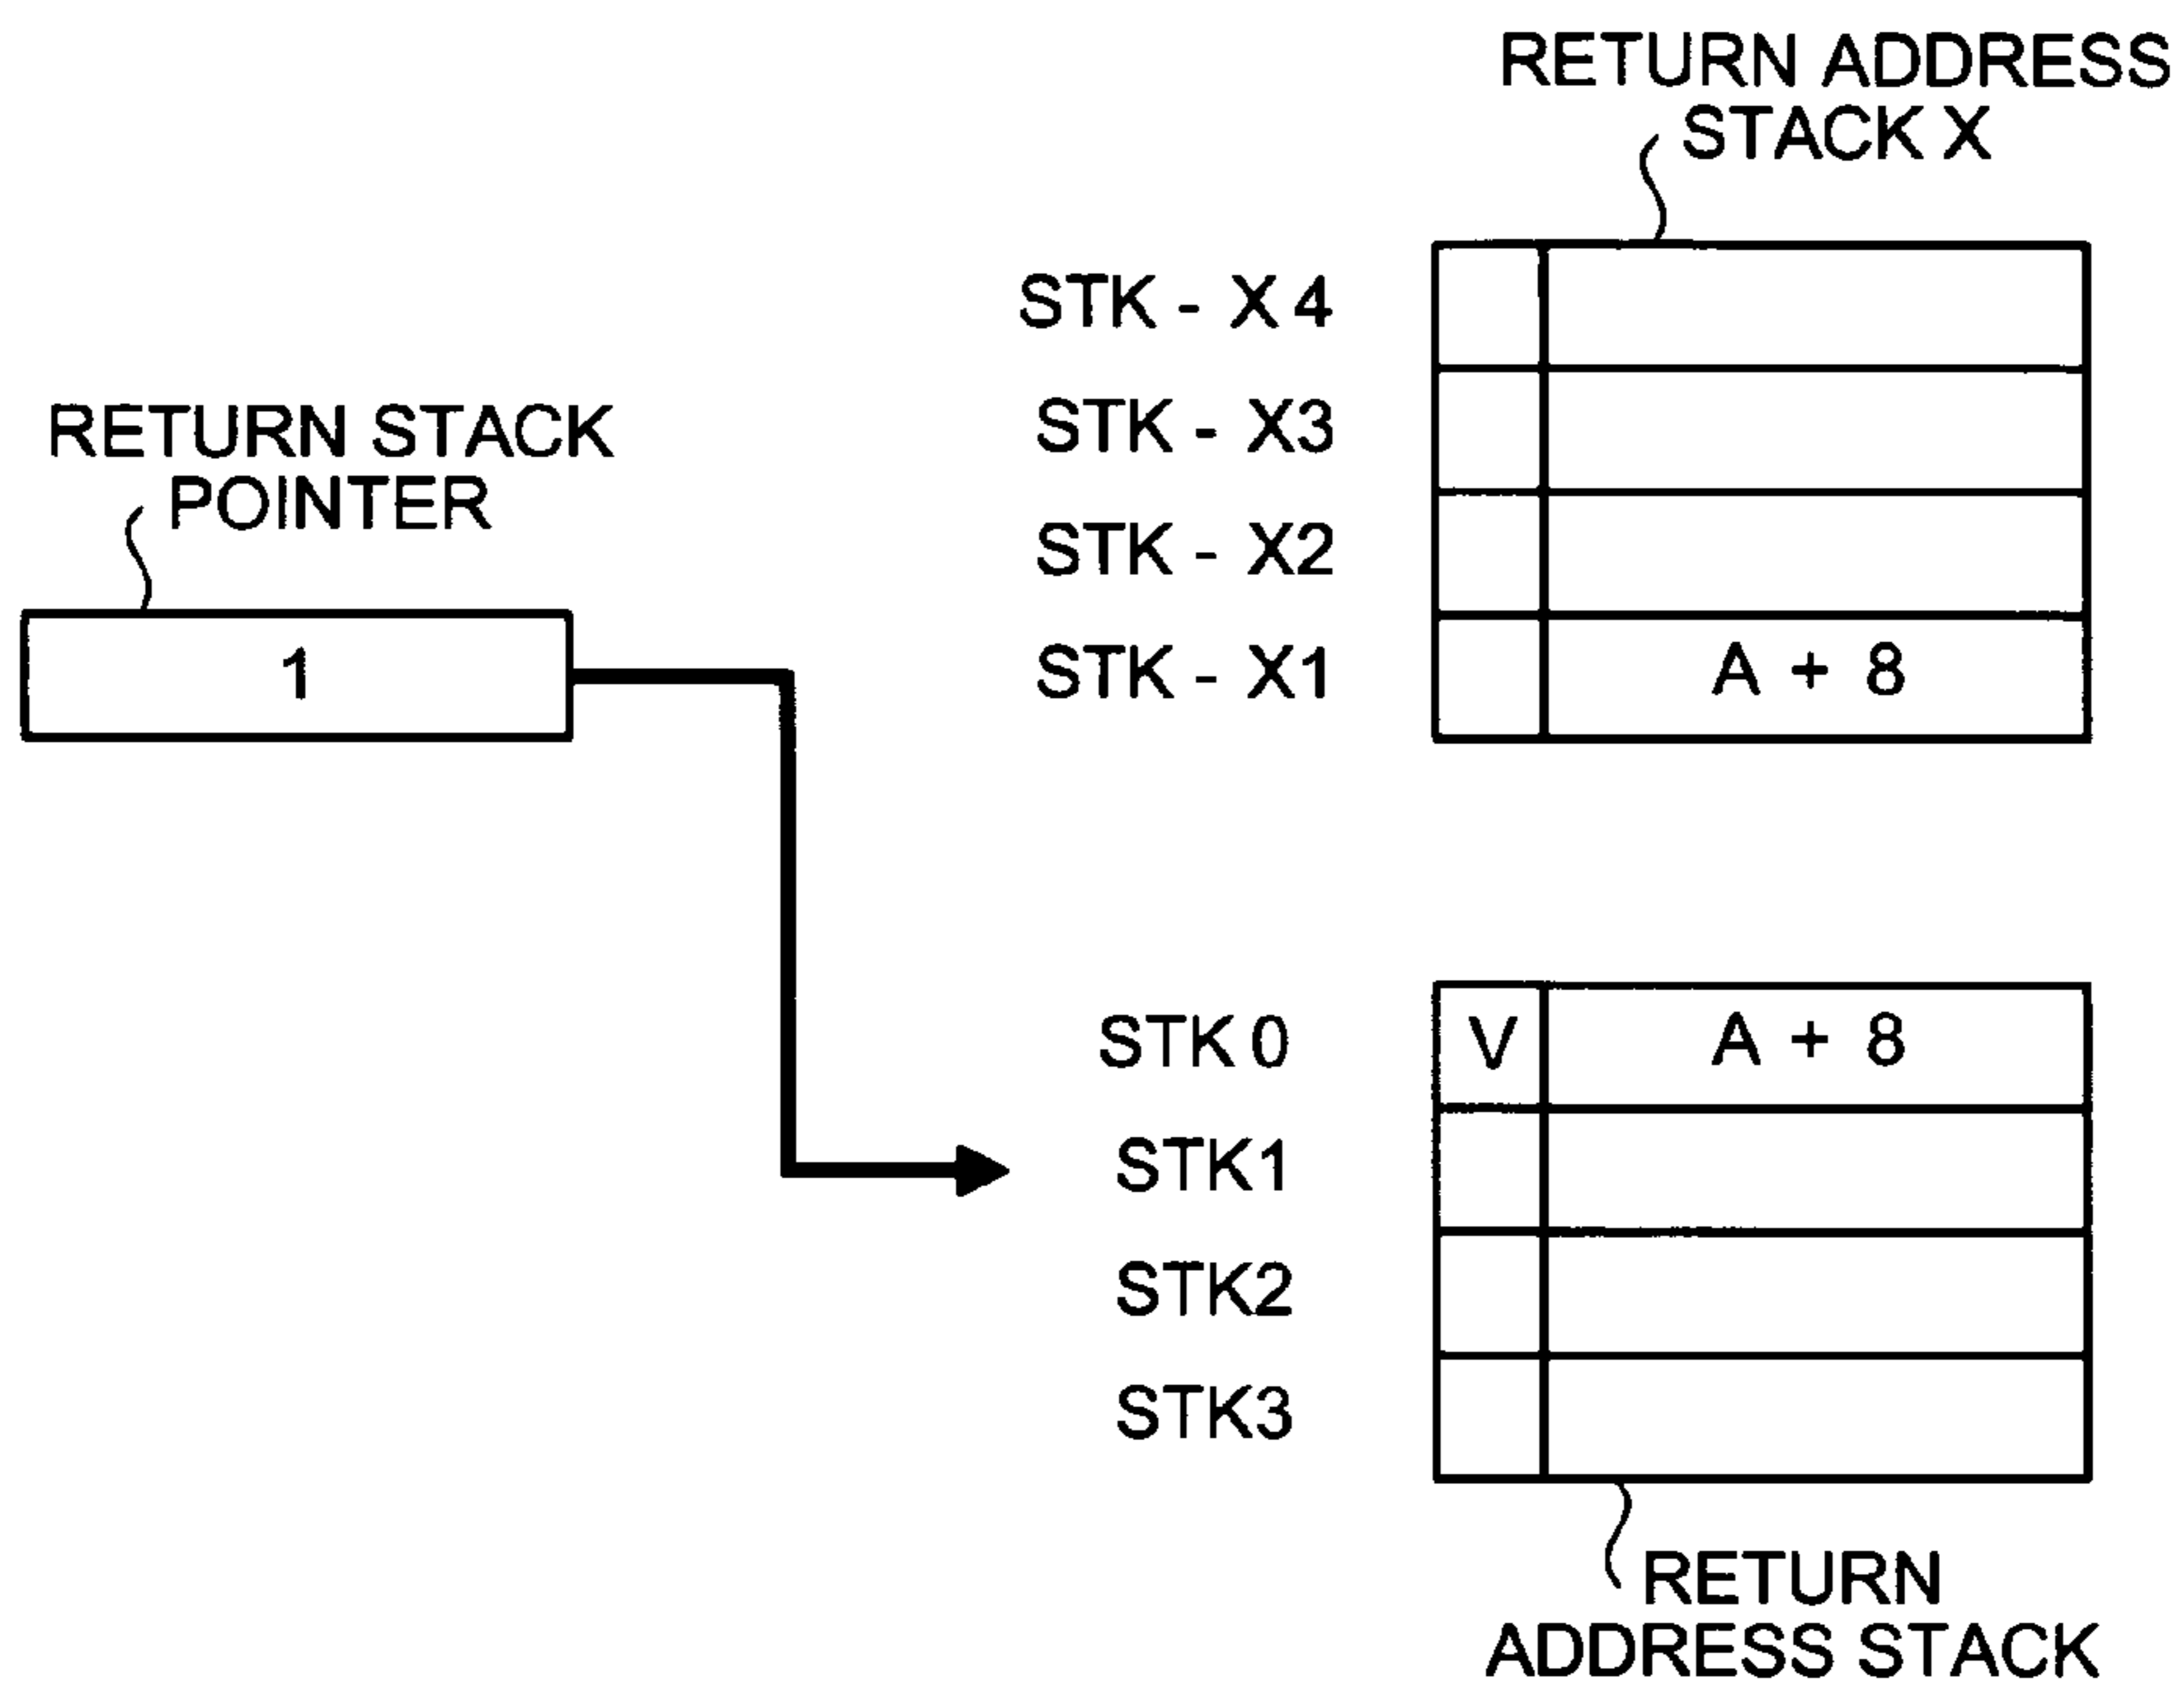 RETURN ADDRESS
STACK X
STK - X 4
STK - X3
RETURN STACK
POINTER
STK - X2
1
STK - X1
A + 8
STK 0
V
A + 8
STK1
STK2
STK3
RETURN
ADDRESS STACK